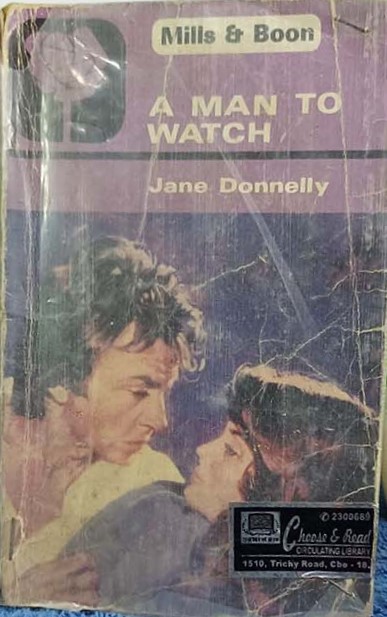 Mills & Boon
A MAN TO
WATCH
Jane Donnelly
✆ 2300689
Choose & Read
CIRCULATING LIBRARY
1510, Trichy Road, Cbe - 18.